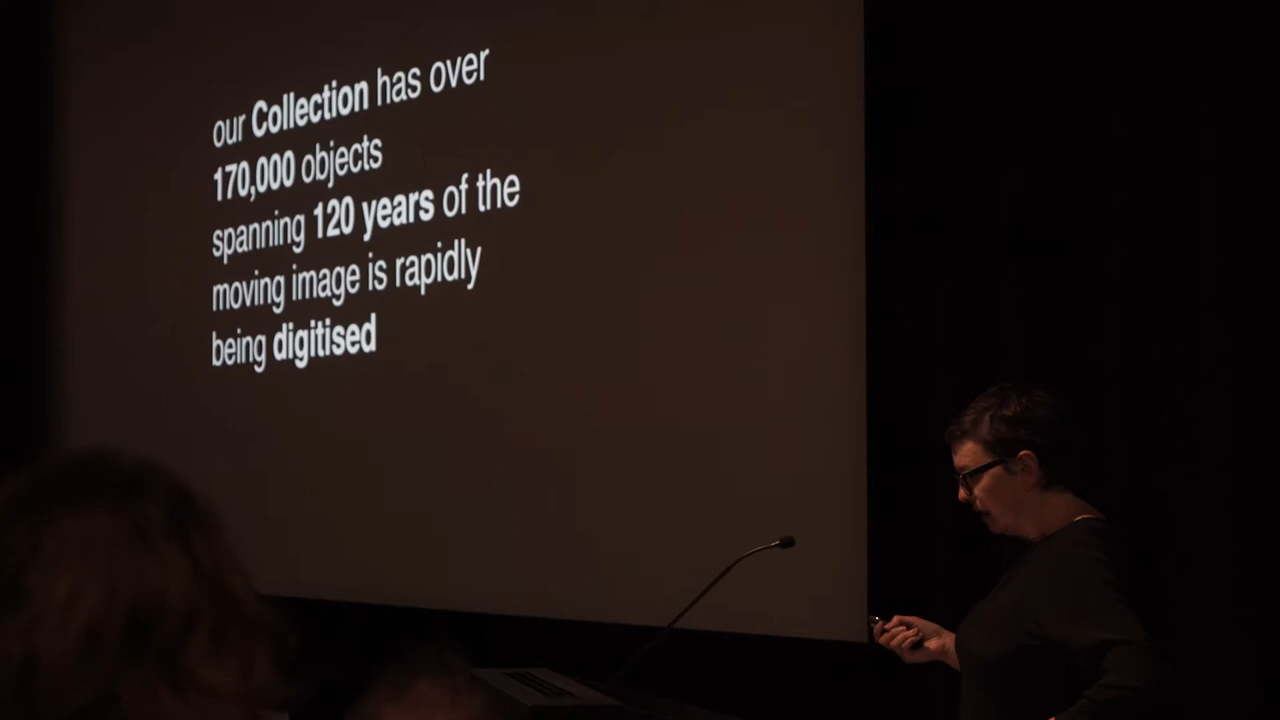 our Collection has over
170,000 objects
spanning 120 years of the
moving image is rapidly
being digitised